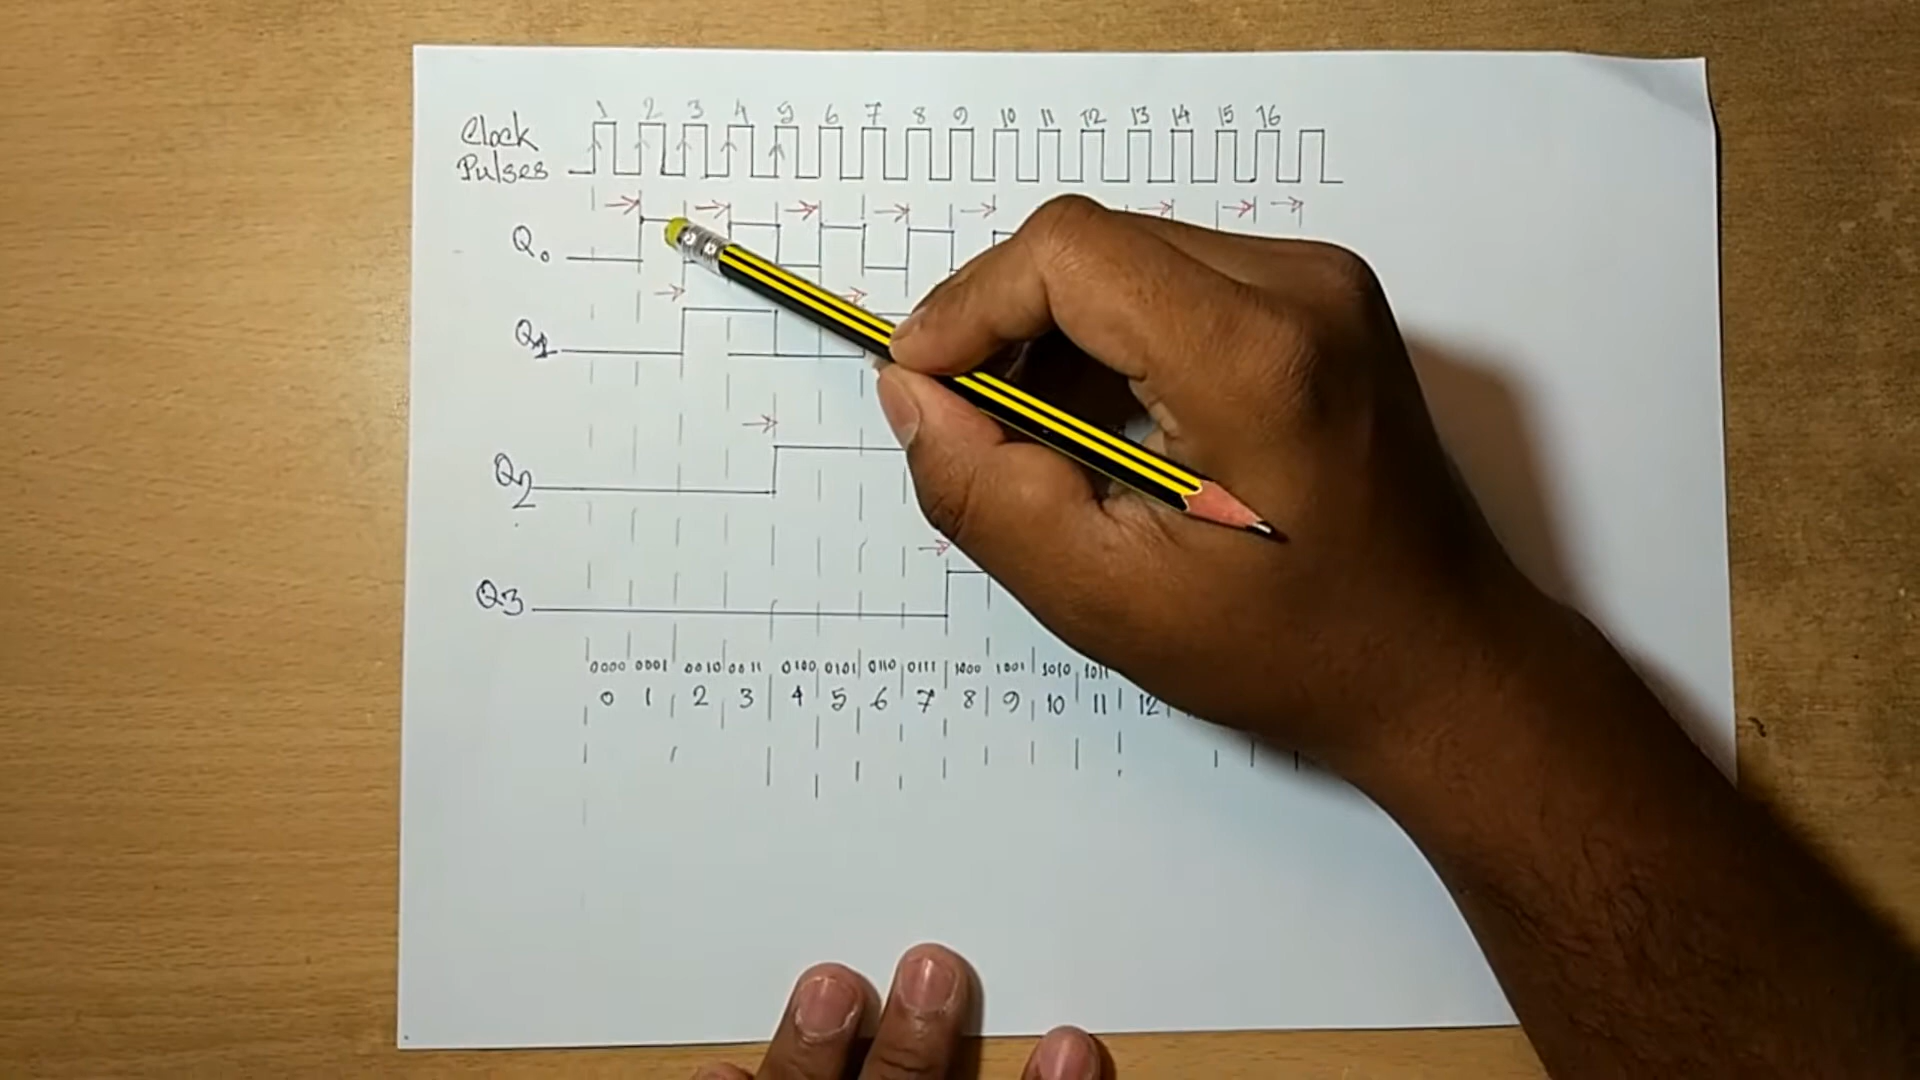 1 2 3 4 5 6 7 8 9 10 11 12 13 14 15 16
Clock
Pulses
Q0
Q1
Q2
Q3
0000 0001 0010 0011 0100 0101 0110 0111 1000 1001 1010 1011
0 1 2 3 4 5 6 7 8 9 10 11 12